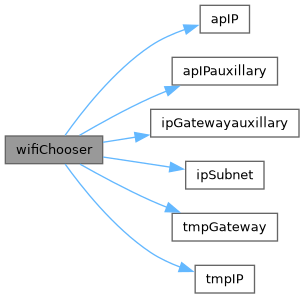 apIP
apIPauxillary
ipGatewayauxillary
wifiChooser
ipSubnet
tmpGateway
tmpIP